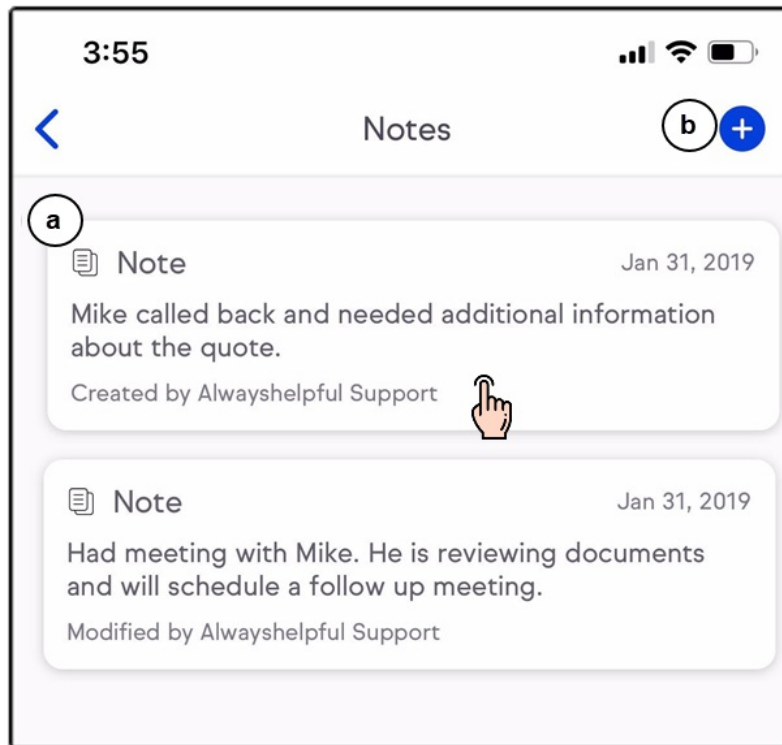 3:55
Notes
b
+
a
Note
Jan 31, 2019
Mike called back and needed additional information
about the quote.
Created by Alwayshelpful Support
Note
Jan 31, 2019
Had meeting with Mike. He is reviewing documents
and will schedule a follow up meeting.
Modified by Alwayshelpful Support